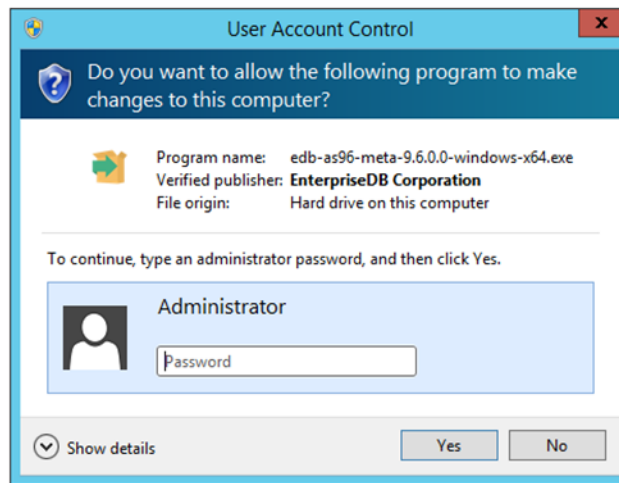 User Account Control
x
Do you want to allow the following program to make
changes to this computer?
Program name: edb-as96-meta-9.6.0.0-windows-x64.exe
Verified publisher: EnterpriseDB Corporation
File origin: Hard drive on this computer
To continue, type an administrator password, and then click Yes.
Administrator
Password
Show details Yes No